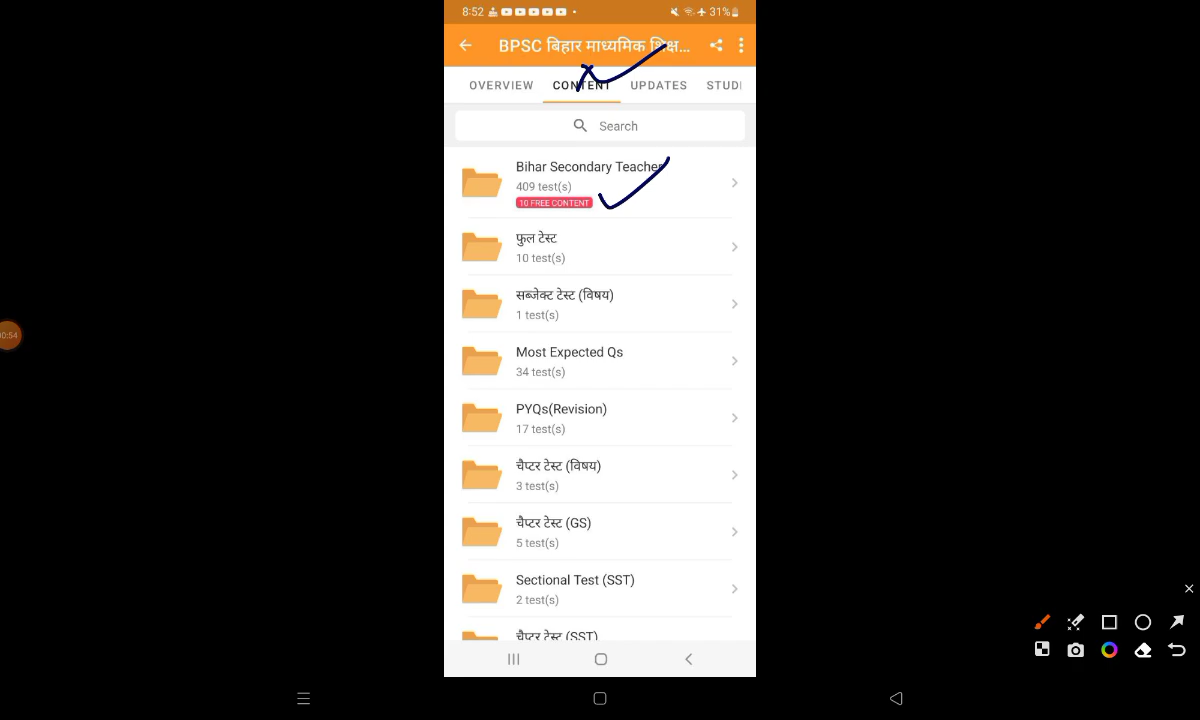 8:52
31%
BPSC बिहार माध्यमिक शिक्ष...
OVERVIEW CONTENT UPDATES STUDI
Search
Bihar Secondary Teacher
409 test(s)
10 FREE CONTENT
फुल टेस्ट
10 test(s)
सब्जेक्ट टेस्ट (विषय)
1 test(s)
Most Expected Qs
34 test(s)
PYQs(Revision)
17 test(s)
चैप्टर टेस्ट (विषय)
3 test(s)
00:54
चैप्टर टेस्ट (GS)
5 test(s)
Sectional Test (SST)
2 test(s)
चैप्टर टेस्ट (SST)